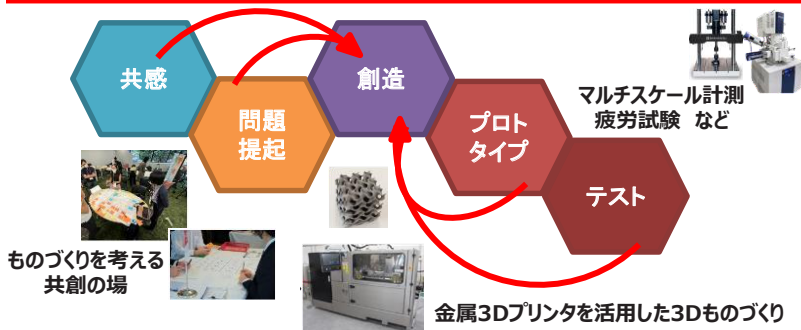 共感
問題
提起
創造
プロト
タイプ
テスト
マルチスケール計測
疲労試験 など
ものづくりを考える
共創の場
金属3Dプリンタを活用した3Dものづくり